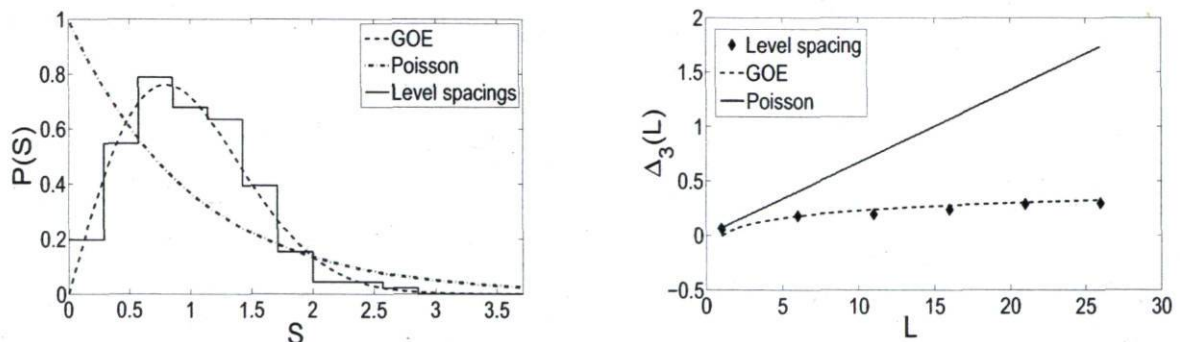 P(S)
1
0.8
0.6
0.4
0.2
0
0 0.5 1 1.5 2 2.5 3 3.5
S
GOE
Poisson
Level spacings
Δ3(L)
2
1.5
1
0.5
0
−0.5
0 5 10 15 20 25 30
L
Level spacing
GOE
Poisson